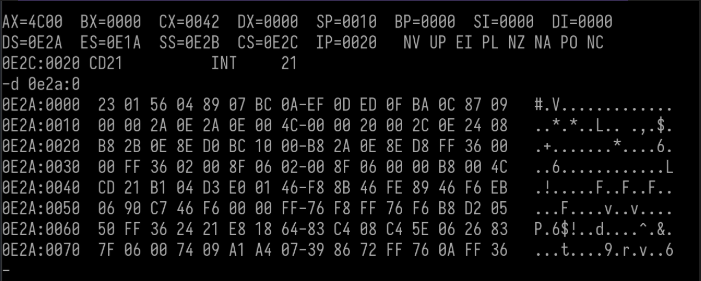 AX=4C00  BX=0000  CX=0042  DX=0000  SP=0010  BP=0000  SI=0000  DI=0000
DS=0E2A  ES=0E1A  SS=0E2B  CS=0E2C  IP=0020   NV UP EI PL NZ NA PO NC
0E2C:0020 CD21          INT     21
-d 0e2a:0
0E2A:0000  23 01 56 04 89 07 BC 0A-EF 0D ED 0F BA 0C 87 09   #.V.............
0E2A:0010  00 00 2A 0E 2A 0E 00 4C-00 00 20 00 2C 0E 24 08   ..*.*..L.. .,.$.
0E2A:0020  B8 2B 0E 8E D0 BC 10 00-B8 2A 0E 8E D8 FF 36 00   .+.......*....6.
0E2A:0030  00 FF 36 02 00 8F 06 02-00 8F 06 00 00 B8 00 4C   ..6............L
0E2A:0040  CD 21 B1 04 D3 E0 01 46-F8 8B 46 FE 89 46 F6 EB   .!.....F..F..F..
0E2A:0050  06 90 C7 46 F6 00 00 FF-76 F8 FF 76 F6 B8 D2 05   ...F....v..v....
0E2A:0060  50 FF 36 24 21 E8 18 64-83 C4 08 C4 5E 06 26 83   P.6$!..d....^.&.
0E2A:0070  7F 06 00 74 09 A1 A4 07-39 86 72 FF 76 0A FF 36   ...t....9.r.v..6
-